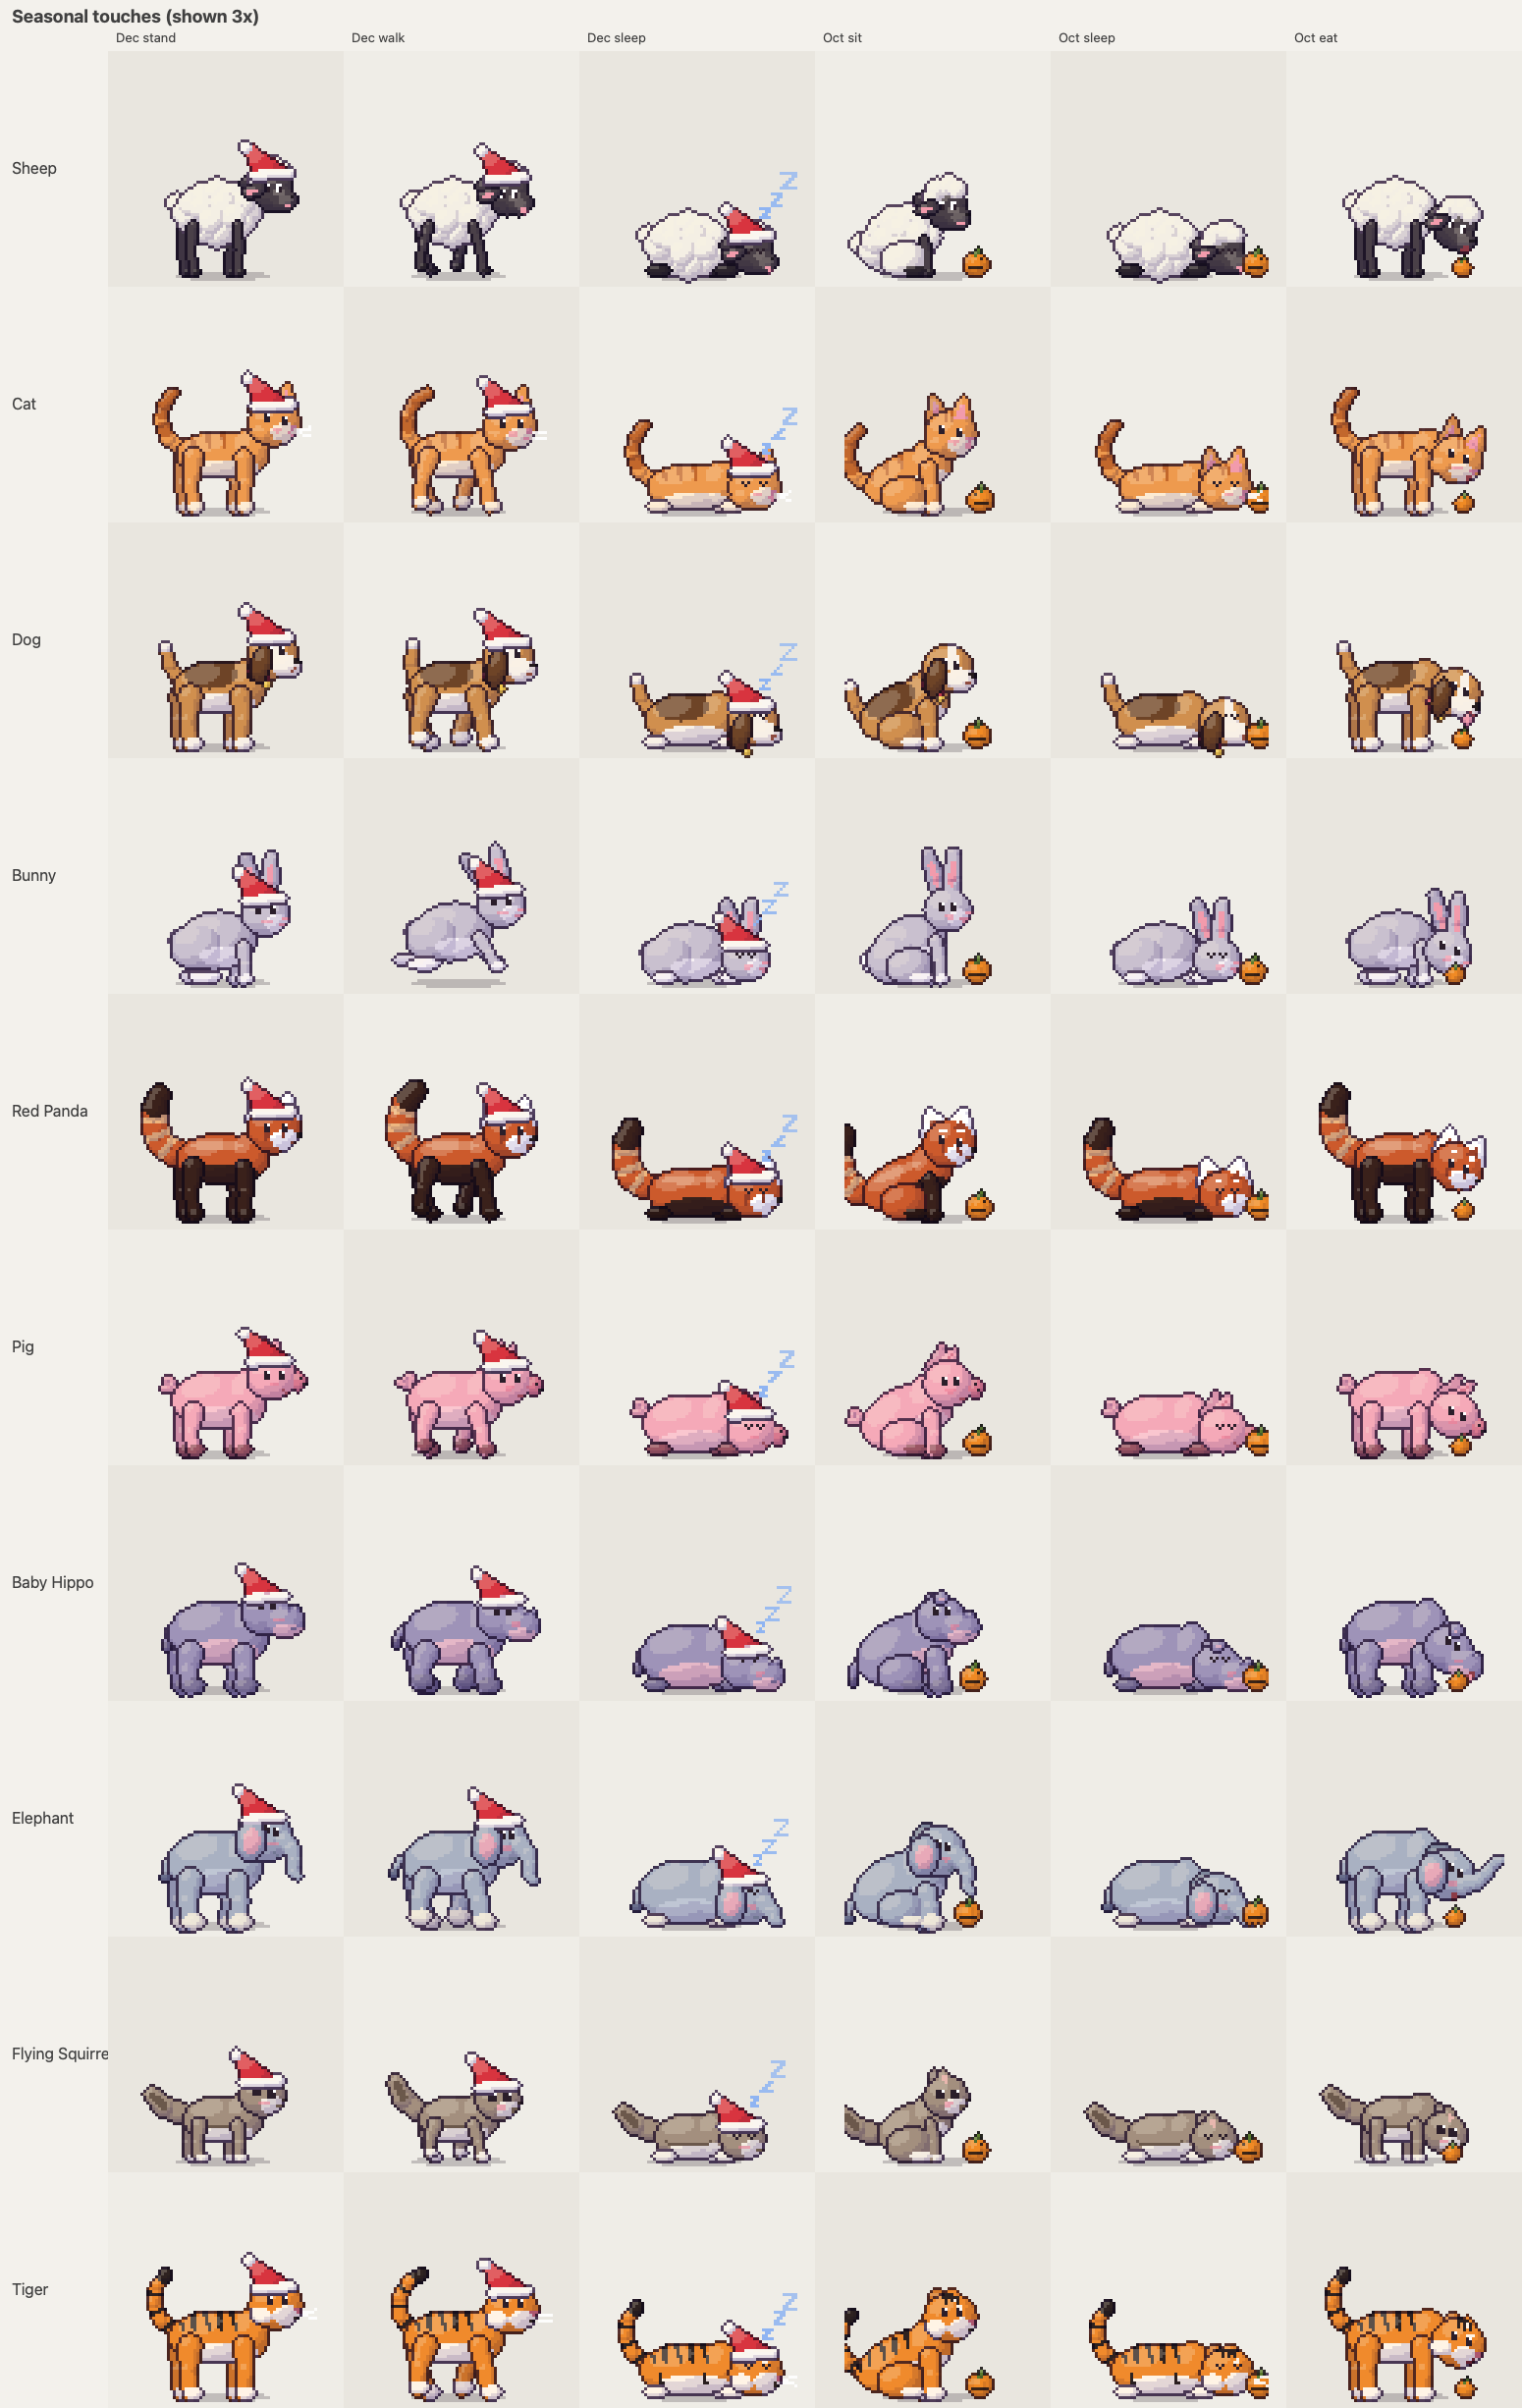 Seasonal touches (shown 3x)
Dec stand Dec walk Dec sleep Oct sit Oct sleep Oct eat
Sheep
z z z Z
Cat
z z Z
Dog
z z Z
Bunny
z z Z
Red Panda
z z Z
Pig
z z Z
Baby Hippo
z z Z
Elephant
z z Z
Flying Squirre
z z Z
Tiger
z z Z